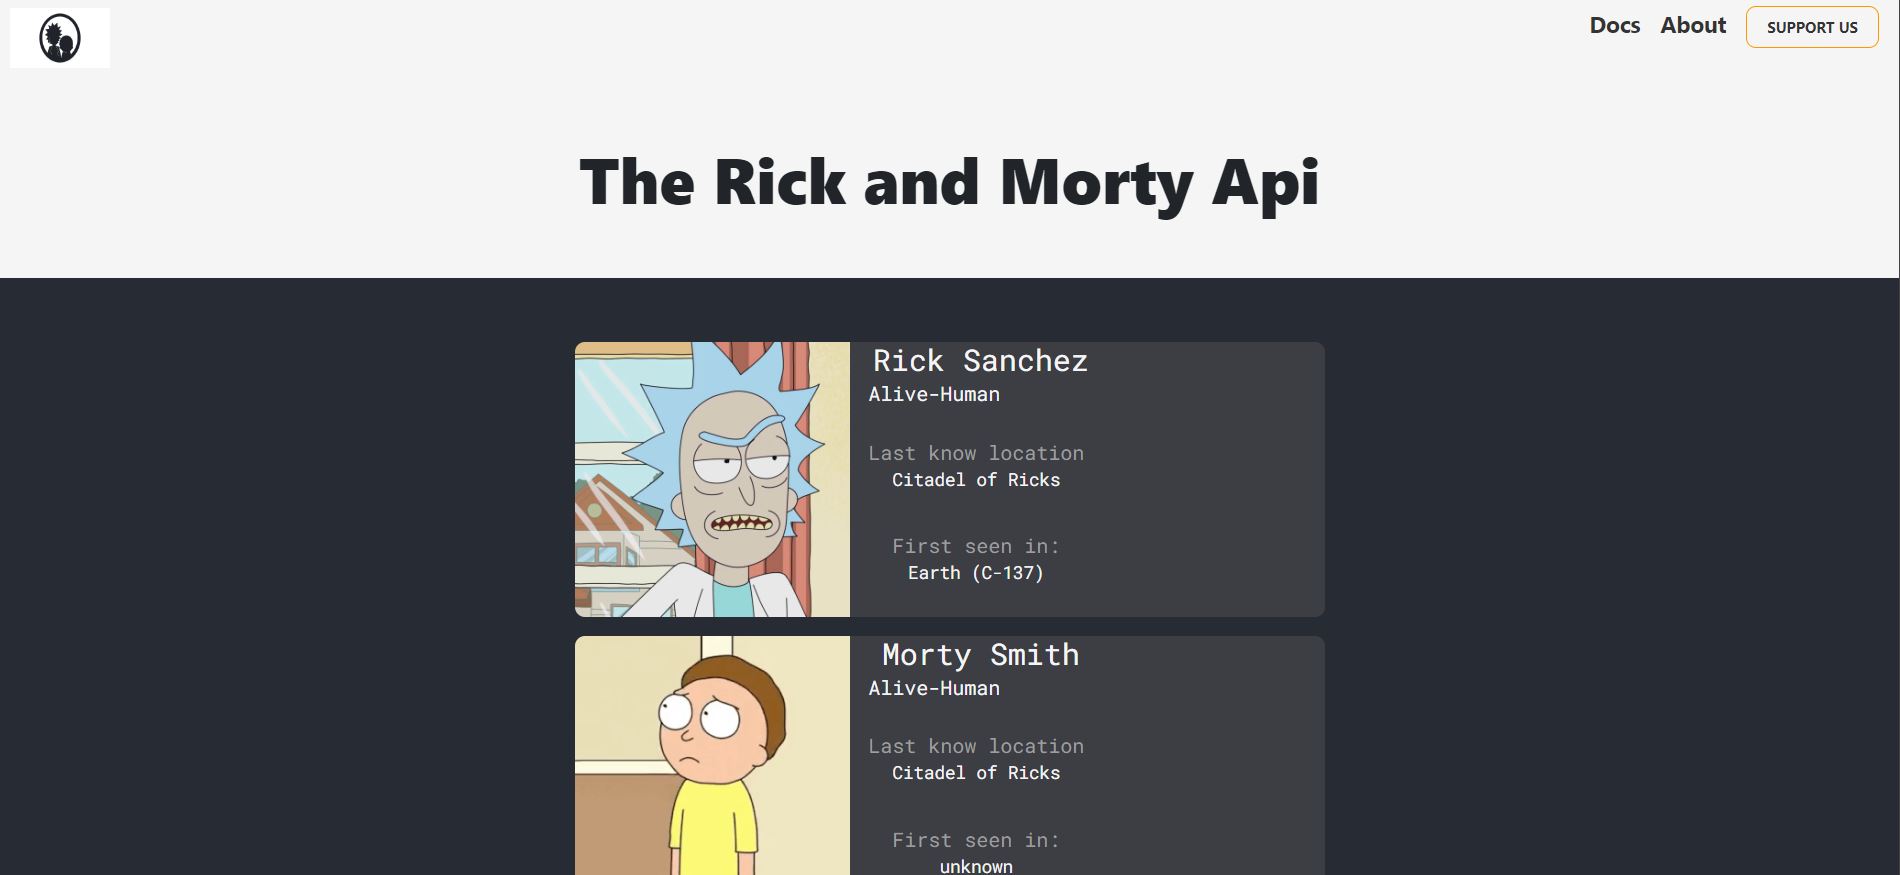 Docs About SUPPORT US
The Rick and Morty Api
Rick Sanchez
Alive-Human
Last know location
Citadel of Ricks
First seen in:
Earth (C-137)
Morty Smith
Alive-Human
Last know location
Citadel of Ricks
First seen in:
unknown